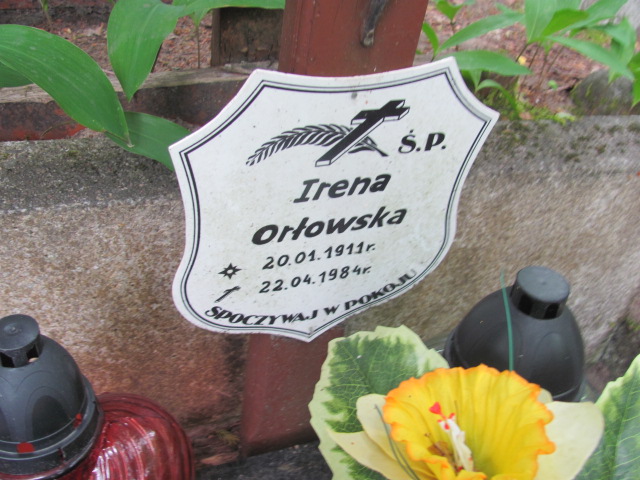 Ś.P.
Irena
Orłowska
20.01.1911r.
22.04.1984r.
SPOCZYWAJ W POKOJU